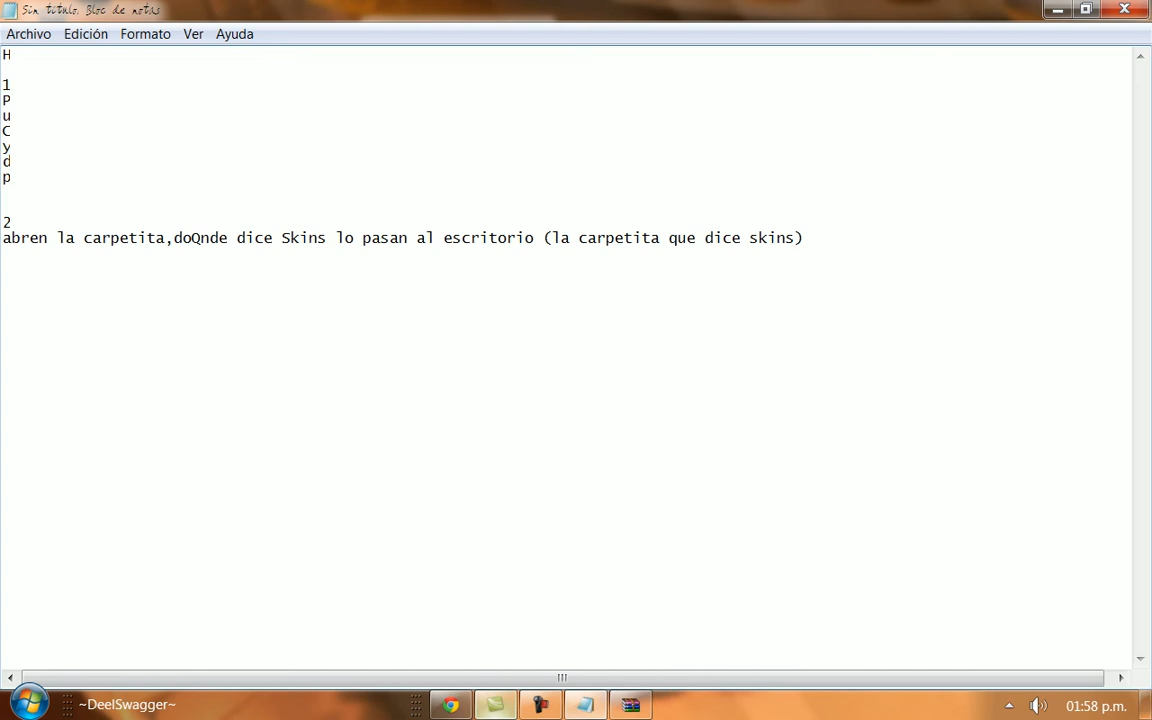 Sin titulo. Bloc de notas
Archivo Edición Formato Ver Ayuda
H
1
P
u
C
y
d
p
2
abren la carpetita,doQnde dice Skins lo pasan al escritorio (la carpetita que dice skins)
~DeelSwagger~
01:58 p.m.